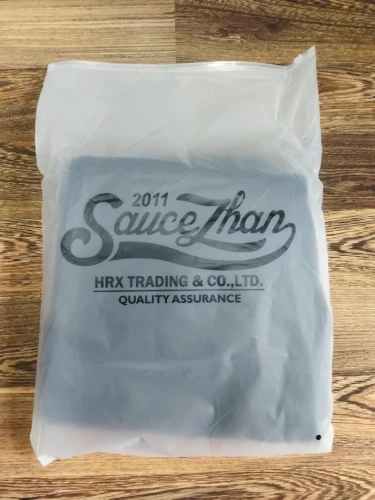 2011
SauceZhan
HRX TRADING & CO.,LTD.
QUALITY ASSURANCE